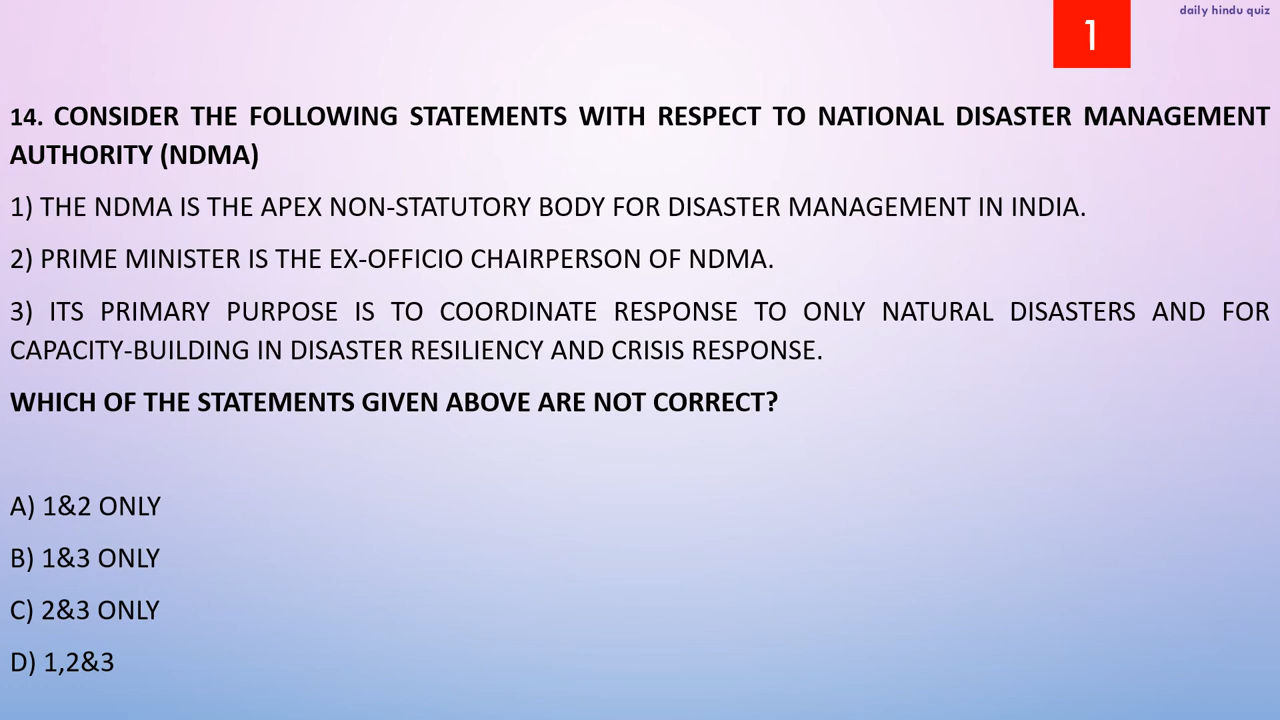 daily hindu quiz
1
14. CONSIDER THE FOLLOWING STATEMENTS WITH RESPECT TO NATIONAL DISASTER MANAGEMENT
AUTHORITY (NDMA)
1) THE NDMA IS THE APEX NON-STATUTORY BODY FOR DISASTER MANAGEMENT IN INDIA.
2) PRIME MINISTER IS THE EX-OFFICIO CHAIRPERSON OF NDMA.
3) ITS PRIMARY PURPOSE IS TO COORDINATE RESPONSE TO ONLY NATURAL DISASTERS AND FOR
CAPACITY-BUILDING IN DISASTER RESILIENCY AND CRISIS RESPONSE.
WHICH OF THE STATEMENTS GIVEN ABOVE ARE NOT CORRECT?
A) 1&2 ONLY
B) 1&3 ONLY
C) 2&3 ONLY
D) 1,2&3